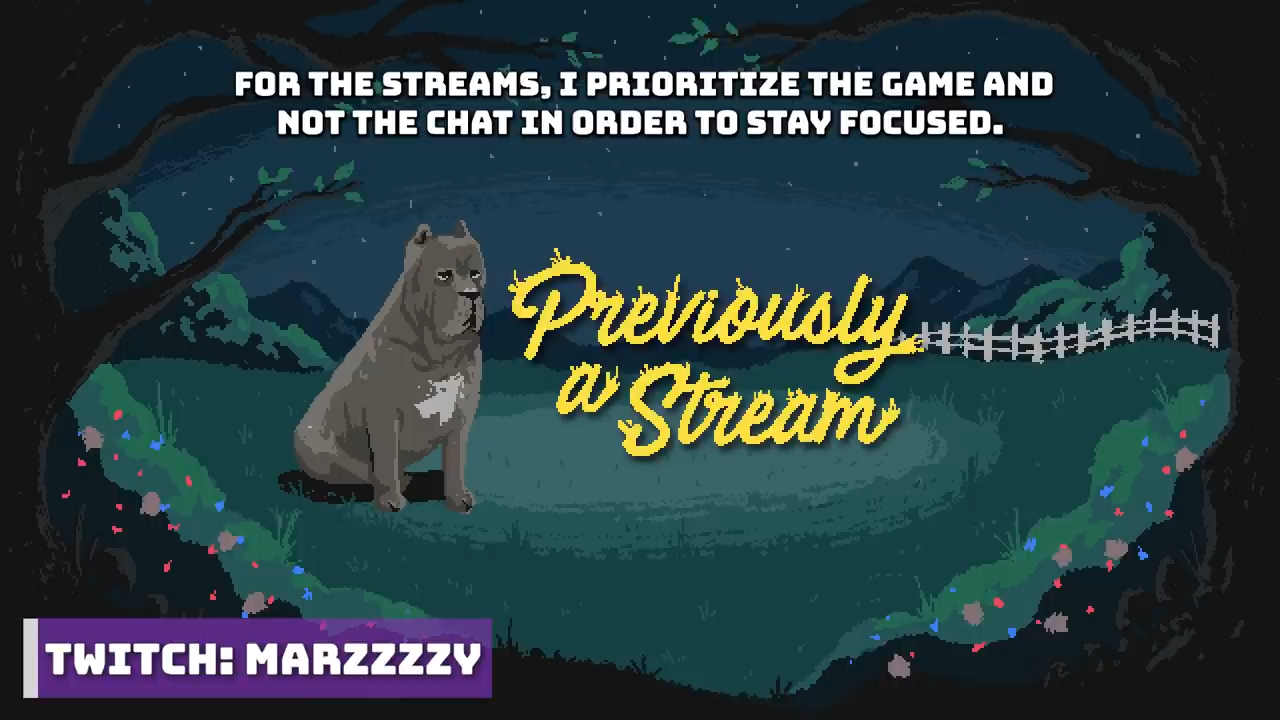 FOR THE STREAMS, I PRIORITIZE THE GAME AND
NOT THE CHAT IN ORDER TO STAY FOCUSED.
Previously
a Stream
TWITCH: MARZZZZY